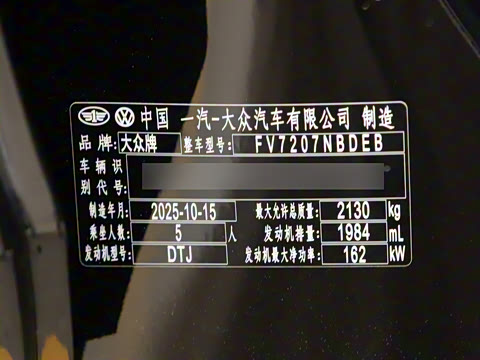 中国 一汽-大众汽车有限公司 制造
品牌: 大众牌 整车型号: FV7207NBDEB
车辆识
别代号:
制造年月: 2025-10-15 最大允许总质量: 2130 kg
乘坐人数: 5 人 发动机排量: 1984 mL
发动机型号: DTJ 发动机最大净功率: 162 kW